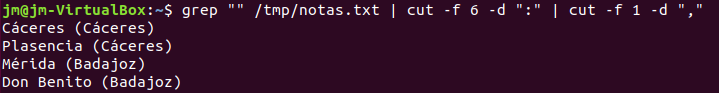 jm@jm-VirtualBox:~$ grep "" /tmp/notas.txt | cut -f 6 -d ":" | cut -f 1 -d ","
Cáceres (Cáceres)
Plasencia (Cáceres)
Mérida (Badajoz)
Don Benito (Badajoz)